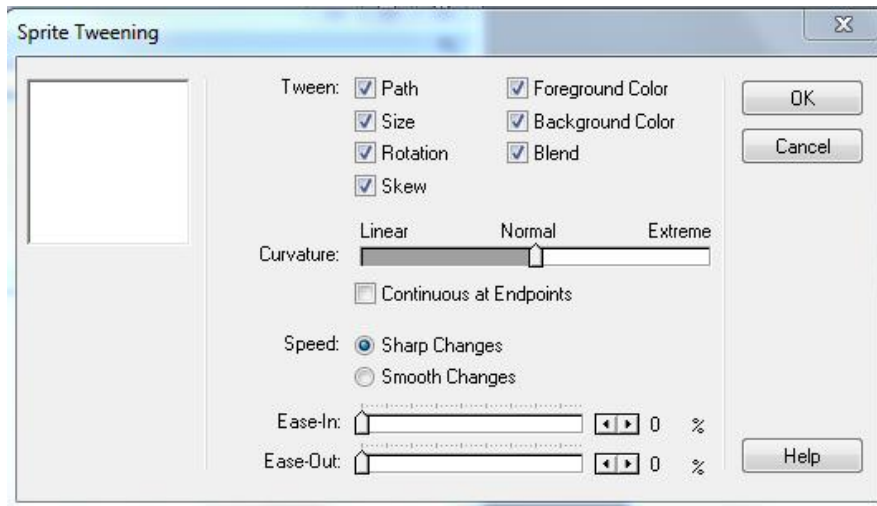 Sprite Tweening
Tween: Path Foreground Color
Size Background Color
Rotation Blend
Skew
OK
Cancel
Linear Normal Extreme
Curvature:
Continuous at Endpoints
Speed: Sharp Changes
Smooth Changes
Ease-In: 0 %
Ease-Out: 0 %
Help